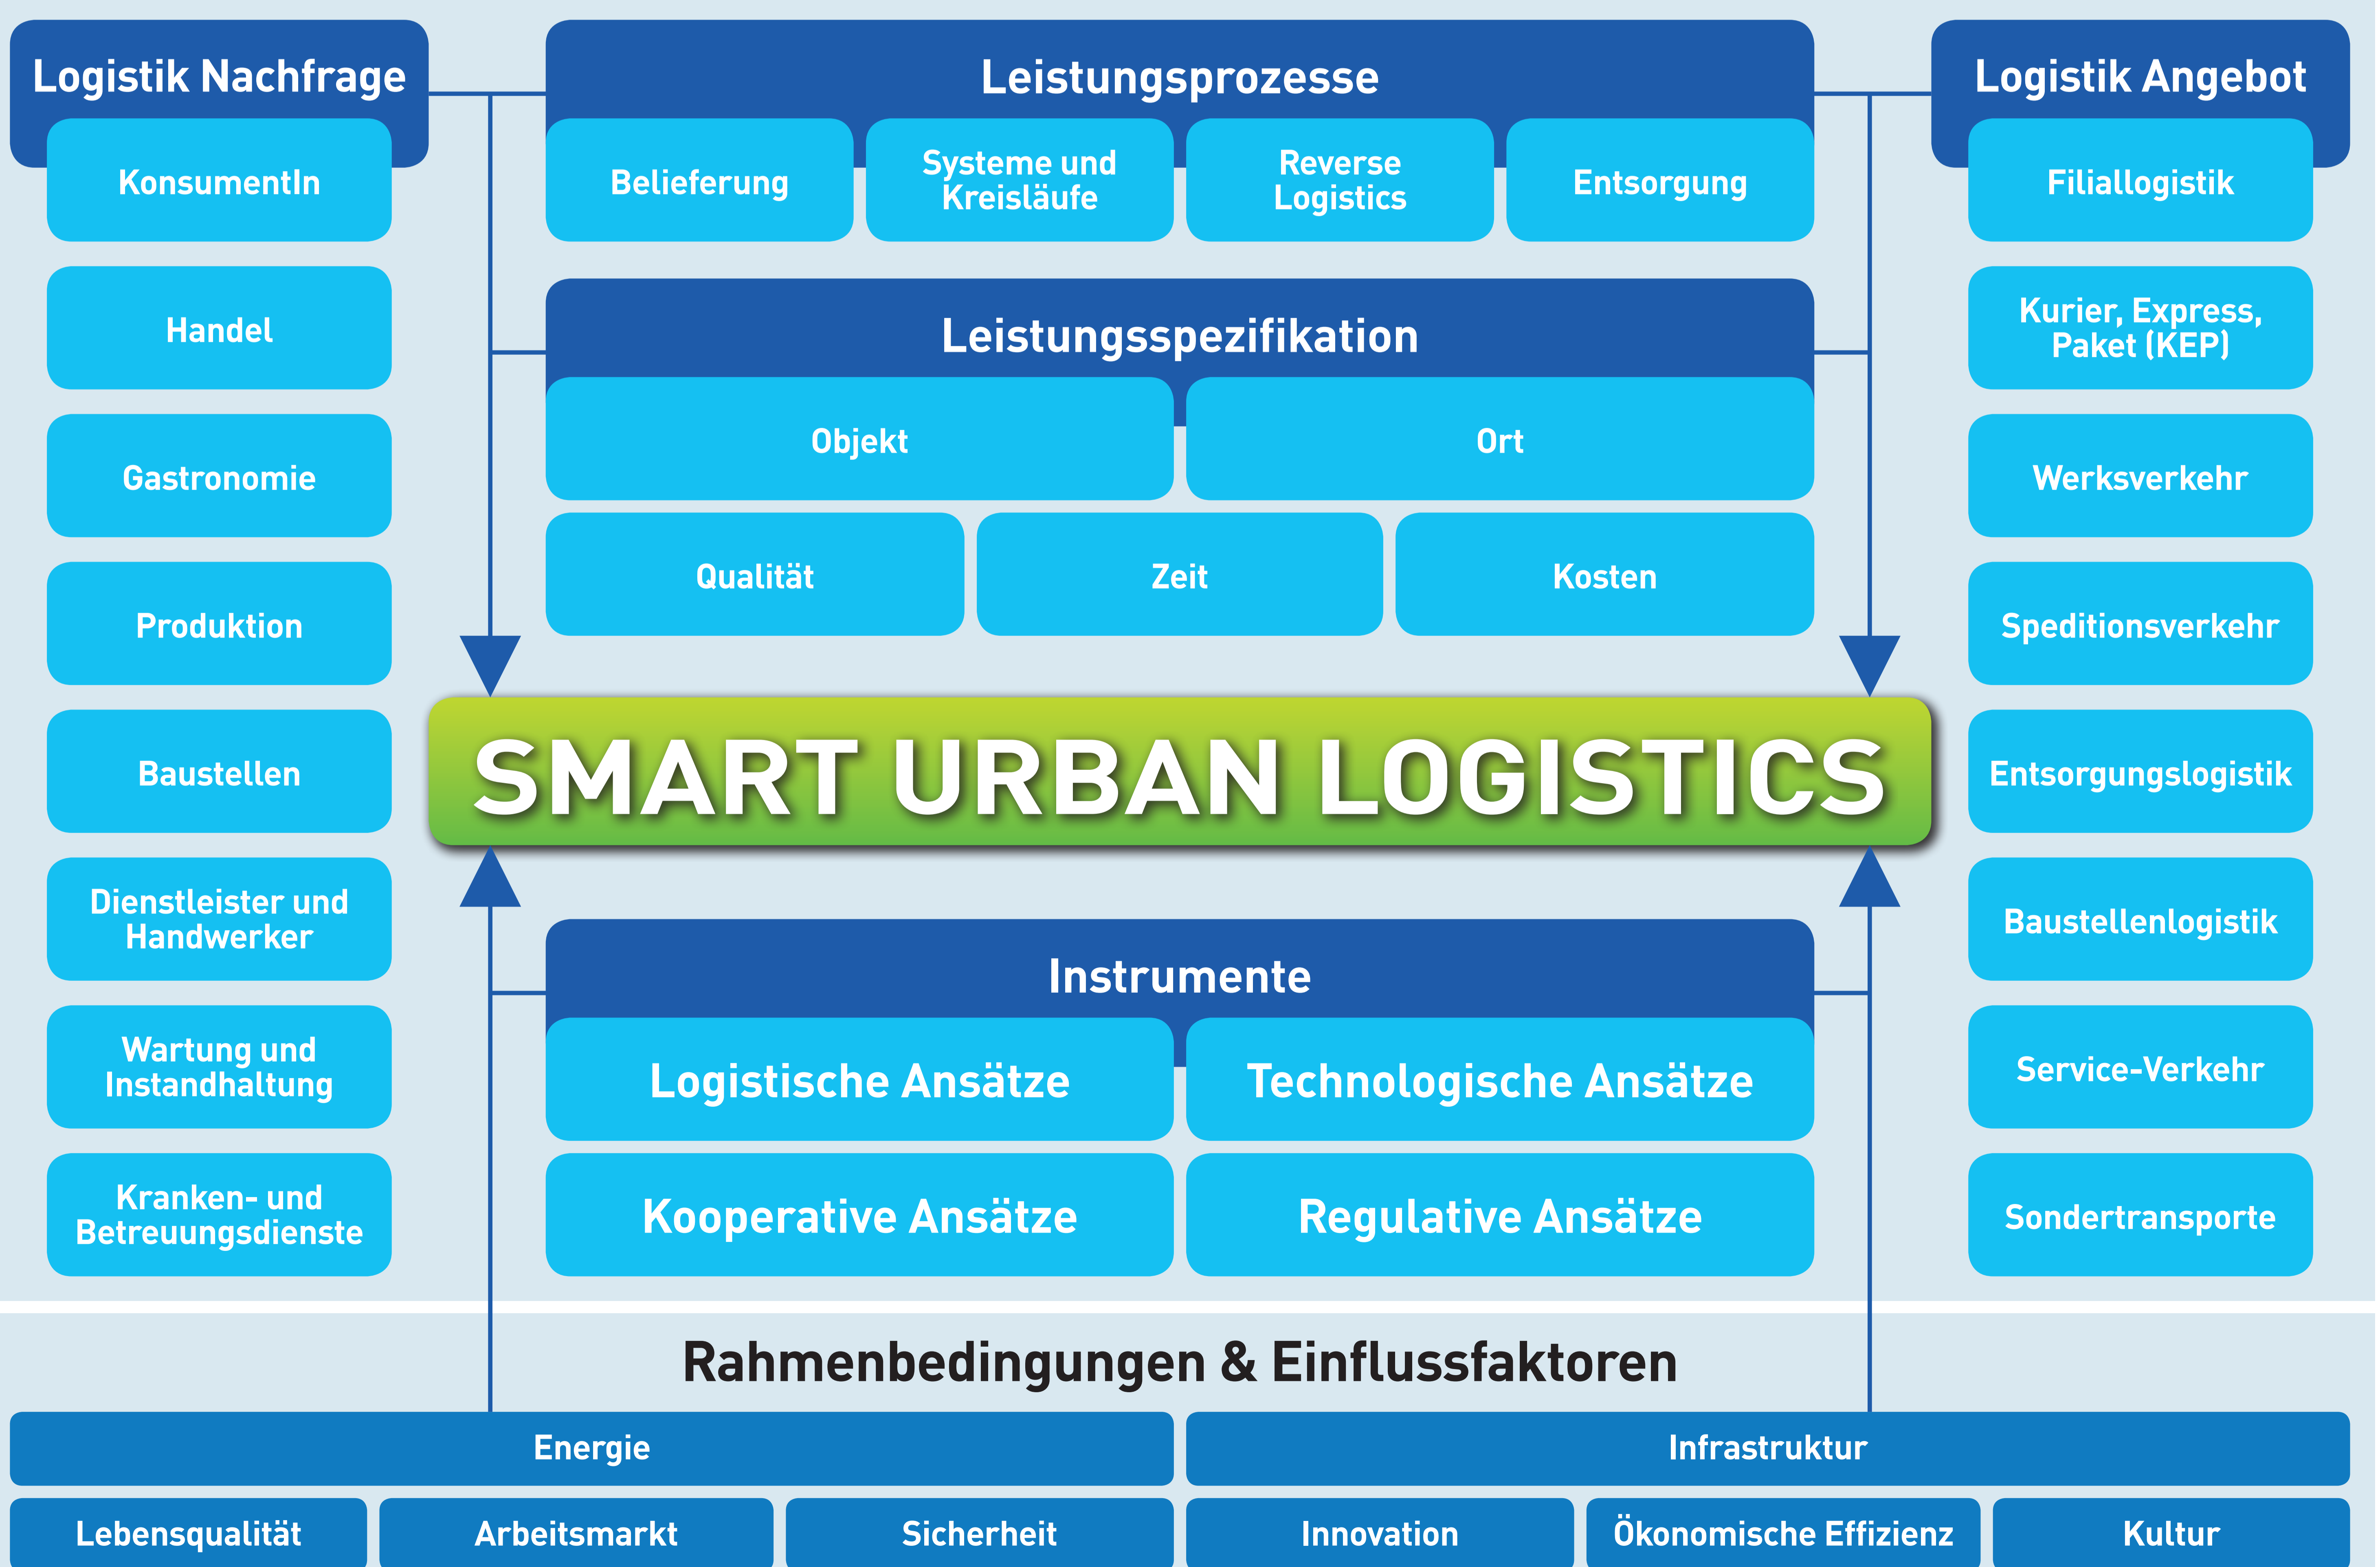 Logistik Nachfrage
KonsumentIn
Handel
Gastronomie
Produktion
Baustellen
Dienstleister und
Handwerker
Wartung und
Instandhaltung
Kranken- und
Betreuungsdienste
Leistungsprozesse
Belieferung
Systeme und
Kreisläufe
Reverse
Logistics
Entsorgung
Leistungsspezifikation
Objekt
Ort
Qualität
Zeit
Kosten
SMART URBAN LOGISTICS
Instrumente
Logistische Ansätze
Technologische Ansätze
Kooperative Ansätze
Regulative Ansätze
Logistik Angebot
Filiallogistik
Kurier, Express,
Paket (KEP)
Werksverkehr
Speditionsverkehr
Entsorgungslogistik
Baustellenlogistik
Service-Verkehr
Sondertransporte
Rahmenbedingungen & Einflussfaktoren
Energie
Infrastruktur
Lebensqualität
Arbeitsmarkt
Sicherheit
Innovation
Ökonomische Effizienz
Kultur